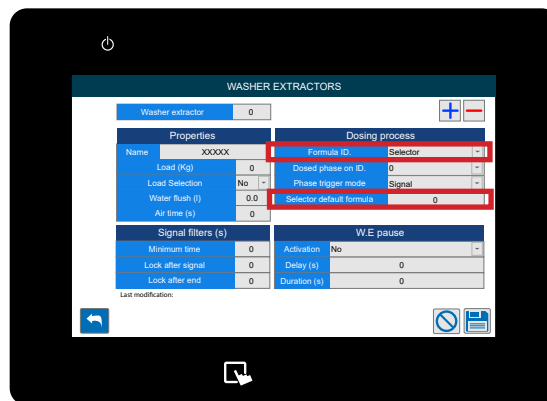 WASHER EXTRACTORS
Washer extractor 0
Properties
Name XXXXX
Load (Kg) 0
Load Selection No
Water flush (l) 0.0
Air time (s) 0
Dosing process
Formula ID. Selector
Dosed phase on ID. 0
Phase trigger mode Signal
Selector default formula 0
Signal filters (s)
Minimum time 0
Lock after signal 0
Lock after end 0
W.E pause
Activation No
Delay (s) 0
Duration (s) 0
Last modification: